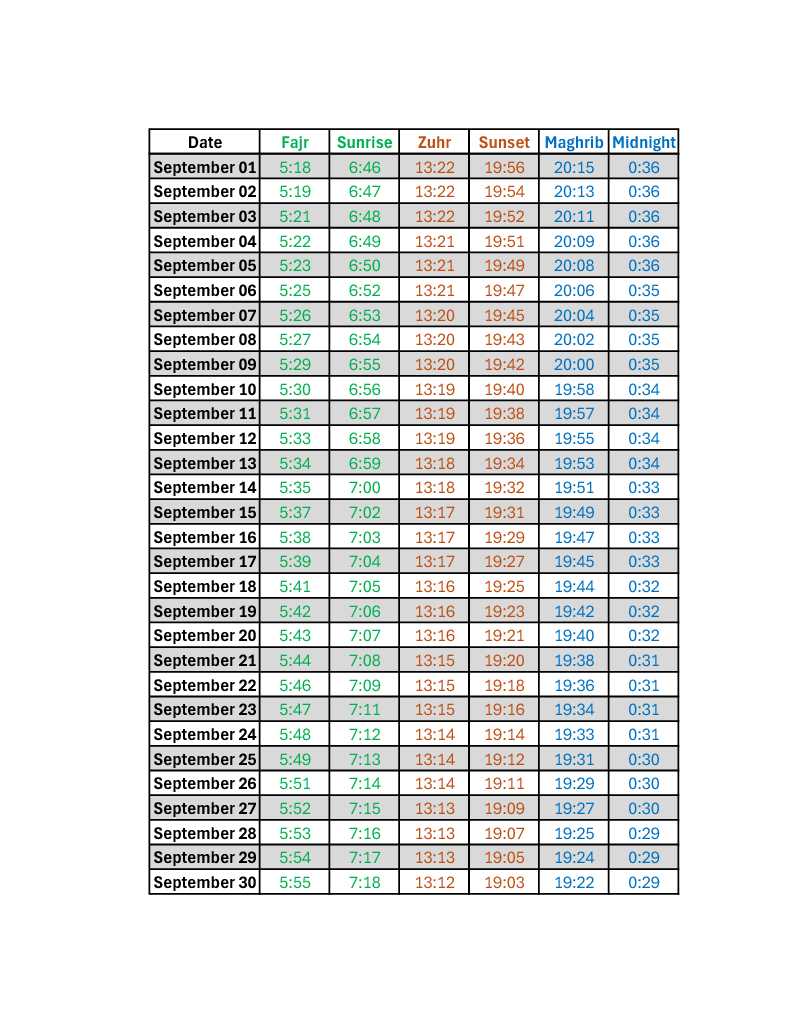 Date Fajr Sunrise Zuhr Sunset Maghrib Midnight
September 01 5:18 6:46 13:22 19:56 20:15 0:36
September 02 5:19 6:47 13:22 19:54 20:13 0:36
September 03 5:21 6:48 13:22 19:52 20:11 0:36
September 04 5:22 6:49 13:21 19:51 20:09 0:36
September 05 5:23 6:50 13:21 19:49 20:08 0:36
September 06 5:25 6:52 13:21 19:47 20:06 0:35
September 07 5:26 6:53 13:20 19:45 20:04 0:35
September 08 5:27 6:54 13:20 19:43 20:02 0:35
September 09 5:29 6:55 13:20 19:42 20:00 0:35
September 10 5:30 6:56 13:19 19:40 19:58 0:34
September 11 5:31 6:57 13:19 19:38 19:57 0:34
September 12 5:33 6:58 13:19 19:36 19:55 0:34
September 13 5:34 6:59 13:18 19:34 19:53 0:34
September 14 5:35 7:00 13:18 19:32 19:51 0:33
September 15 5:37 7:02 13:17 19:31 19:49 0:33
September 16 5:38 7:03 13:17 19:29 19:47 0:33
September 17 5:39 7:04 13:17 19:27 19:45 0:33
September 18 5:41 7:05 13:16 19:25 19:44 0:32
September 19 5:42 7:06 13:16 19:23 19:42 0:32
September 20 5:43 7:07 13:16 19:21 19:40 0:32
September 21 5:44 7:08 13:15 19:20 19:38 0:31
September 22 5:46 7:09 13:15 19:18 19:36 0:31
September 23 5:47 7:11 13:15 19:16 19:34 0:31
September 24 5:48 7:12 13:14 19:14 19:33 0:31
September 25 5:49 7:13 13:14 19:12 19:31 0:30
September 26 5:51 7:14 13:14 19:11 19:29 0:30
September 27 5:52 7:15 13:13 19:09 19:27 0:30
September 28 5:53 7:16 13:13 19:07 19:25 0:29
September 29 5:54 7:17 13:13 19:05 19:24 0:29
September 30 5:55 7:18 13:12 19:03 19:22 0:29